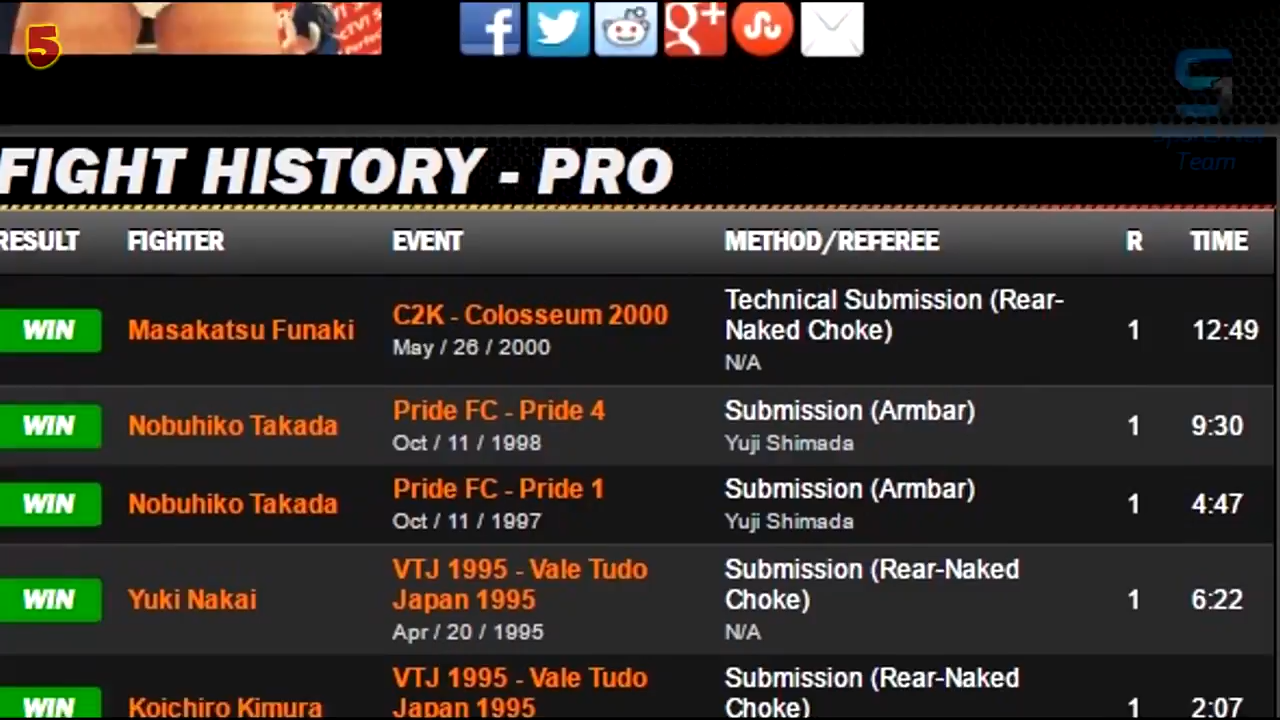 5
FIGHT HISTORY - PRO
RESULT FIGHTER EVENT METHOD/REFEREE R TIME
WIN Masakatsu Funaki C2K - Colosseum 2000 Technical Submission (Rear- 1 12:49
May / 26 / 2000 Naked Choke)
N/A
WIN Nobuhiko Takada Pride FC - Pride 4 Submission (Armbar) 1 9:30
Oct / 11 / 1998 Yuji Shimada
WIN Nobuhiko Takada Pride FC - Pride 1 Submission (Armbar) 1 4:47
Oct / 11 / 1997 Yuji Shimada
WIN Yuki Nakai VTJ 1995 - Vale Tudo Submission (Rear-Naked 1 6:22
Japan 1995 Choke)
Apr / 20 / 1995 N/A
WIN Koichiro Kimura VTJ 1995 - Vale Tudo Submission (Rear-Naked 1 2:07
Japan 1995 Choke)
Team